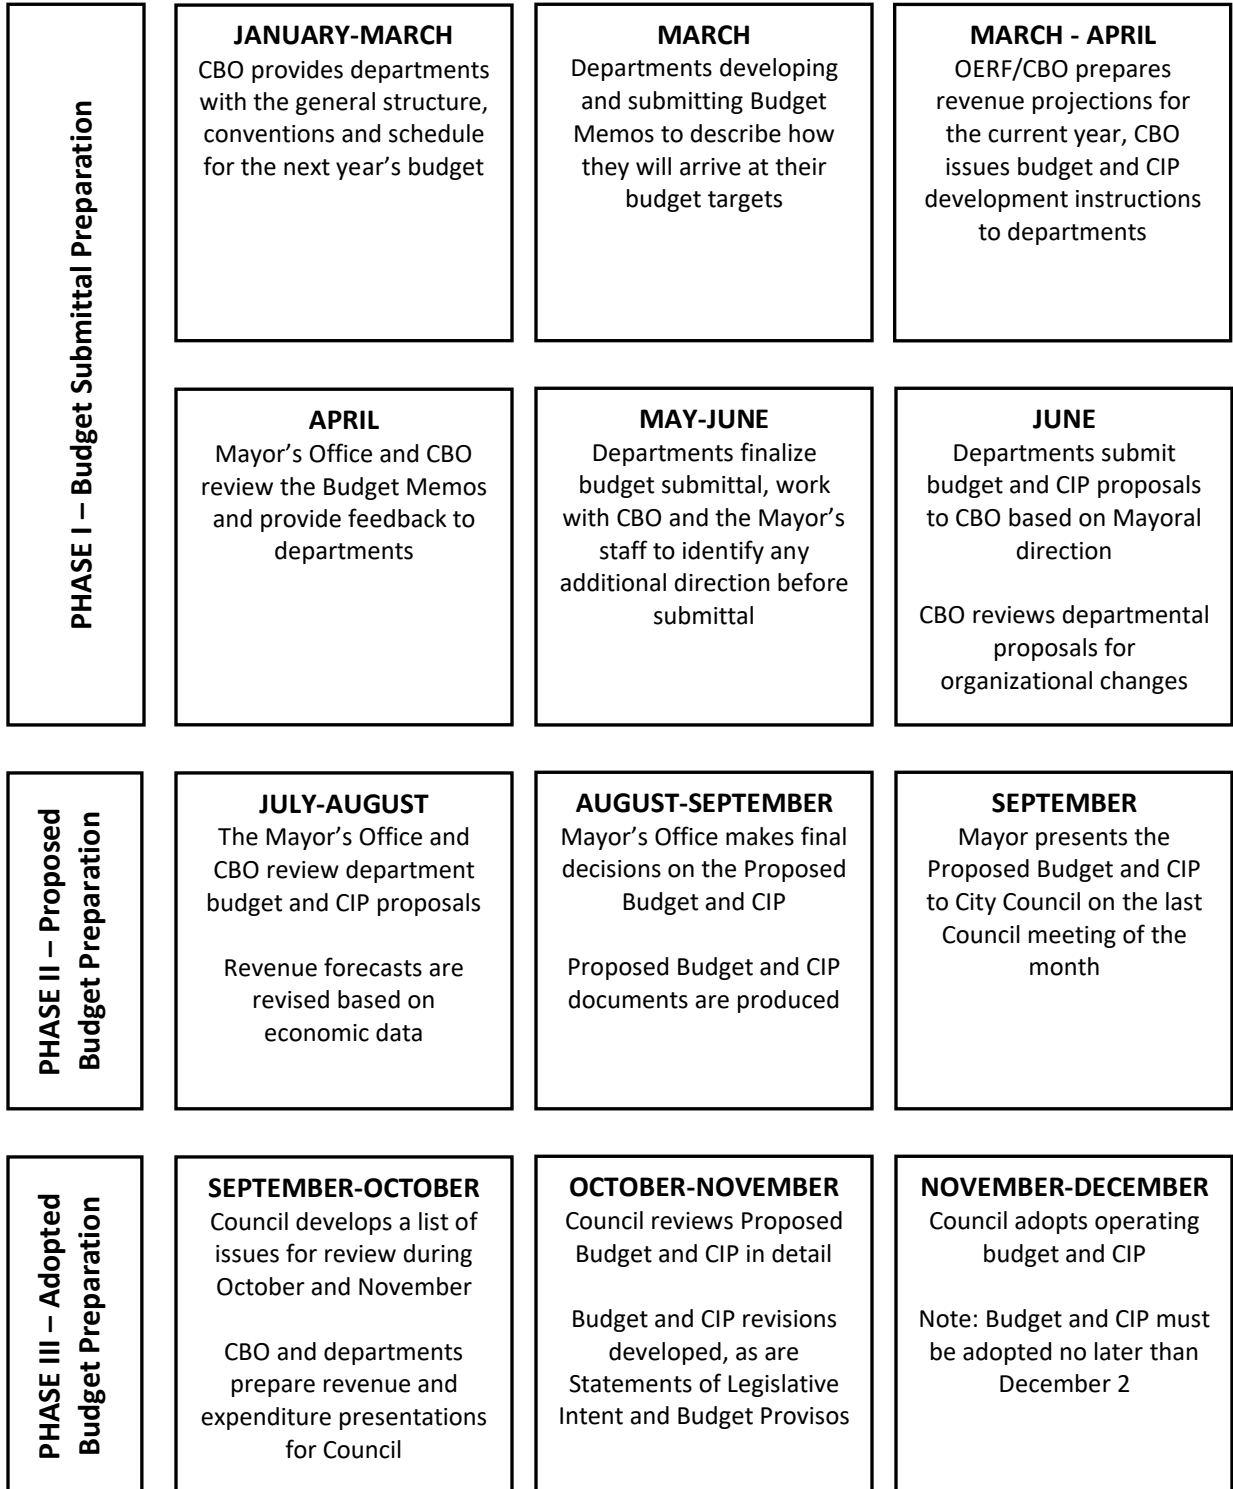 PHASE I – Budget Submittal Preparation
JANUARY-MARCH
CBO provides departments
with the general structure,
conventions and schedule
for the next year’s budget
MARCH
Departments developing
and submitting Budget
Memos to describe how
they will arrive at their
budget targets
MARCH - APRIL
OERF/CBO prepares
revenue projections for
the current year, CBO
issues budget and CIP
development instructions
to departments
APRIL
Mayor’s Office and CBO
review the Budget Memos
and provide feedback to
departments
MAY-JUNE
Departments finalize
budget submittal, work
with CBO and the Mayor’s
staff to identify any
additional direction before
submittal
JUNE
Departments submit
budget and CIP proposals
to CBO based on Mayoral
direction
CBO reviews departmental
proposals for
organizational changes
PHASE II – Proposed
Budget Preparation
JULY-AUGUST
The Mayor’s Office and
CBO review department
budget and CIP proposals
Revenue forecasts are
revised based on
economic data
AUGUST-SEPTEMBER
Mayor’s Office makes final
decisions on the Proposed
Budget and CIP
Proposed Budget and CIP
documents are produced
SEPTEMBER
Mayor presents the
Proposed Budget and CIP
to City Council on the last
Council meeting of the
month
PHASE III – Adopted
Budget Preparation
SEPTEMBER-OCTOBER
Council develops a list of
issues for review during
October and November
CBO and departments
prepare revenue and
expenditure presentations
for Council
OCTOBER-NOVEMBER
Council reviews Proposed
Budget and CIP in detail
Budget and CIP revisions
developed, as are
Statements of Legislative
Intent and Budget Provisos
NOVEMBER-DECEMBER
Council adopts operating
budget and CIP
Note: Budget and CIP must
be adopted no later than
December 2